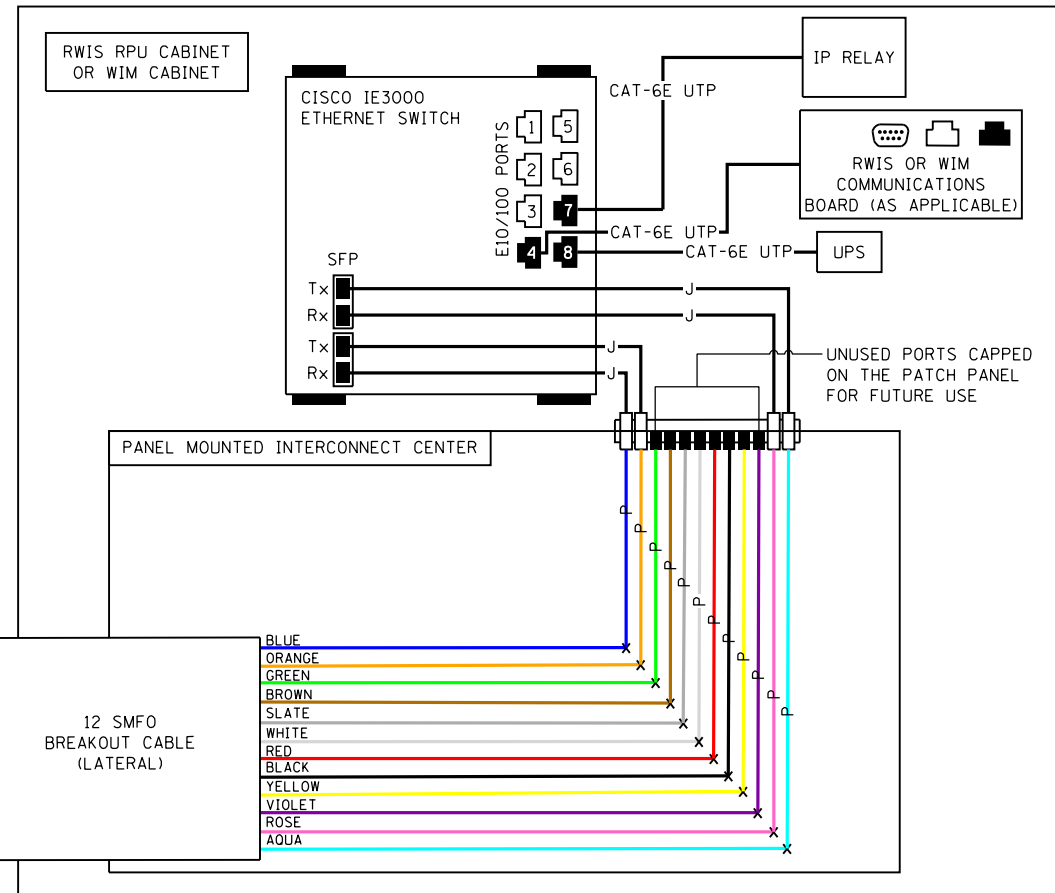 RWIS RPU CABINET
OR WIM CABINET
CISCO IE3000
ETHERNET SWITCH
E10/100 PORTS
1
5
2
6
3
7
4
8
CAT-6E UTP
CAT-6E UTP
CAT-6E UTP
IP RELAY
RWIS OR WIM
COMMUNICATIONS
BOARD (AS APPLICABLE)
UPS
SFP
Tx
Rx
Tx
Rx
J
J
J
J
UNUSED PORTS CAPPED
ON THE PATCH PANEL
FOR FUTURE USE
PANEL MOUNTED INTERCONNECT CENTER
P
P
P
P
P
P
P
P
P
P
P
P
12 SMFO
BREAKOUT CABLE
(LATERAL)
BLUE
ORANGE
GREEN
BROWN
SLATE
WHITE
RED
BLACK
YELLOW
VIOLET
ROSE
AQUA